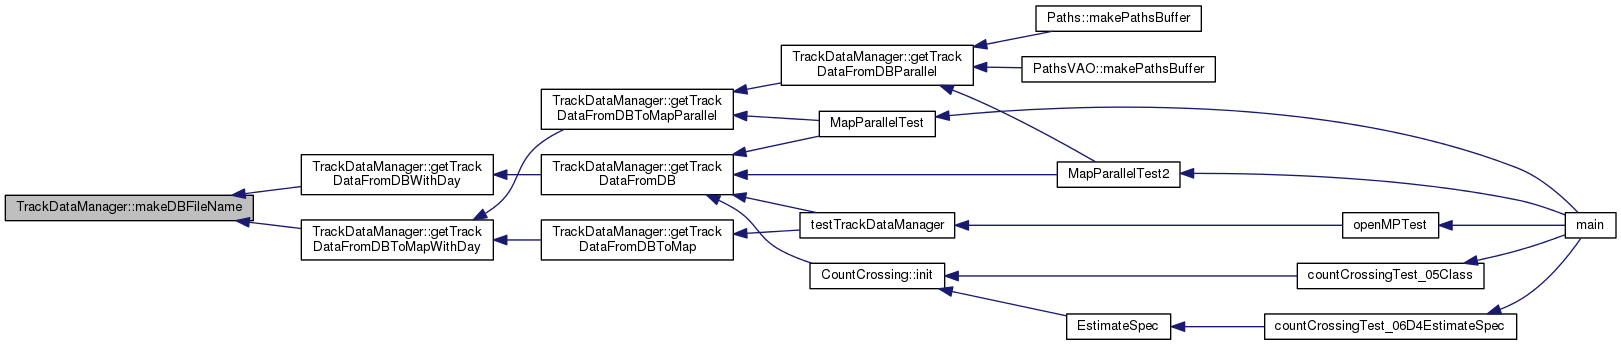 Paths::makePathsBuffer
TrackDataManager::getTrack
DataFromDBParallel
PathsVAO::makePathsBuffer
TrackDataManager::getTrack
DataFromDBToMapParallel
MapParallelTest
TrackDataManager::getTrack
DataFromDBWithDay
TrackDataManager::getTrack
DataFromDB
MapParallelTest2
TrackDataManager::makeDBFileName
TrackDataManager::getTrack
DataFromDBToMapWithDay
TrackDataManager::getTrack
DataFromDBToMap
testTrackDataManager
openMPTest
main
CountCrossing::init
countCrossingTest_05Class
EstimateSpec
countCrossingTest_06D4EstimateSpec